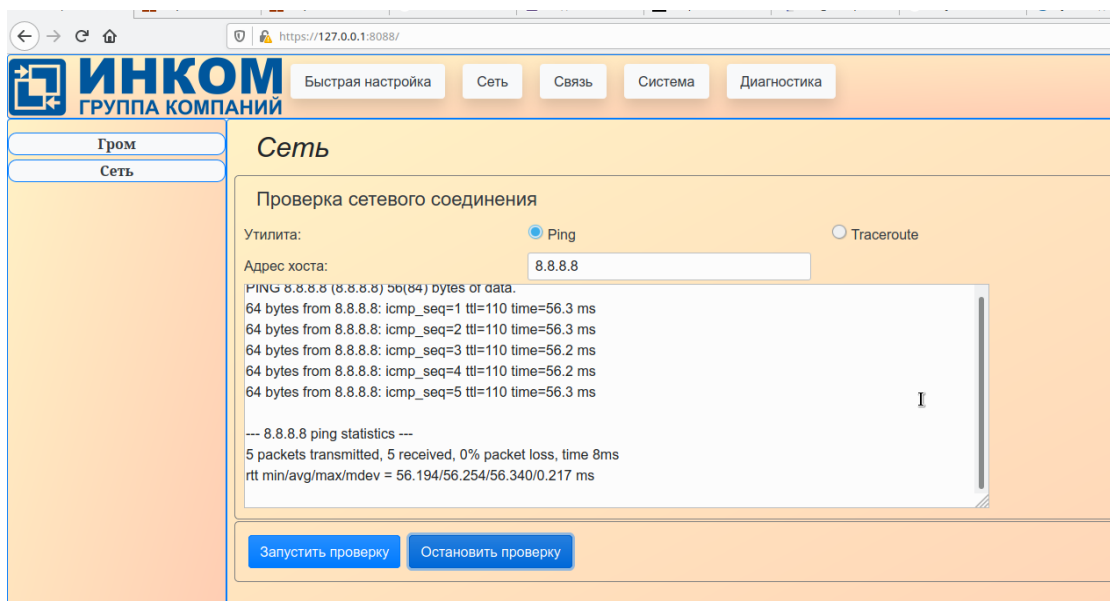 https://127.0.0.1:8088/
ИНКОМ
ГРУППА КОМПАНИЙ
Быстрая настройка Сеть Связь Система Диагностика
Гром
Сеть
Сеть
Проверка сетевого соединения
Утилита: Ping Traceroute
Адрес хоста: 8.8.8.8
PING 8.8.8.8 (8.8.8.8) 56(84) bytes of data.
64 bytes from 8.8.8.8: icmp_seq=1 ttl=110 time=56.3 ms
64 bytes from 8.8.8.8: icmp_seq=2 ttl=110 time=56.3 ms
64 bytes from 8.8.8.8: icmp_seq=3 ttl=110 time=56.2 ms
64 bytes from 8.8.8.8: icmp_seq=4 ttl=110 time=56.2 ms
64 bytes from 8.8.8.8: icmp_seq=5 ttl=110 time=56.3 ms
--- 8.8.8.8 ping statistics ---
5 packets transmitted, 5 received, 0% packet loss, time 8ms
rtt min/avg/max/mdev = 56.194/56.254/56.340/0.217 ms
Запустить проверку Остановить проверку